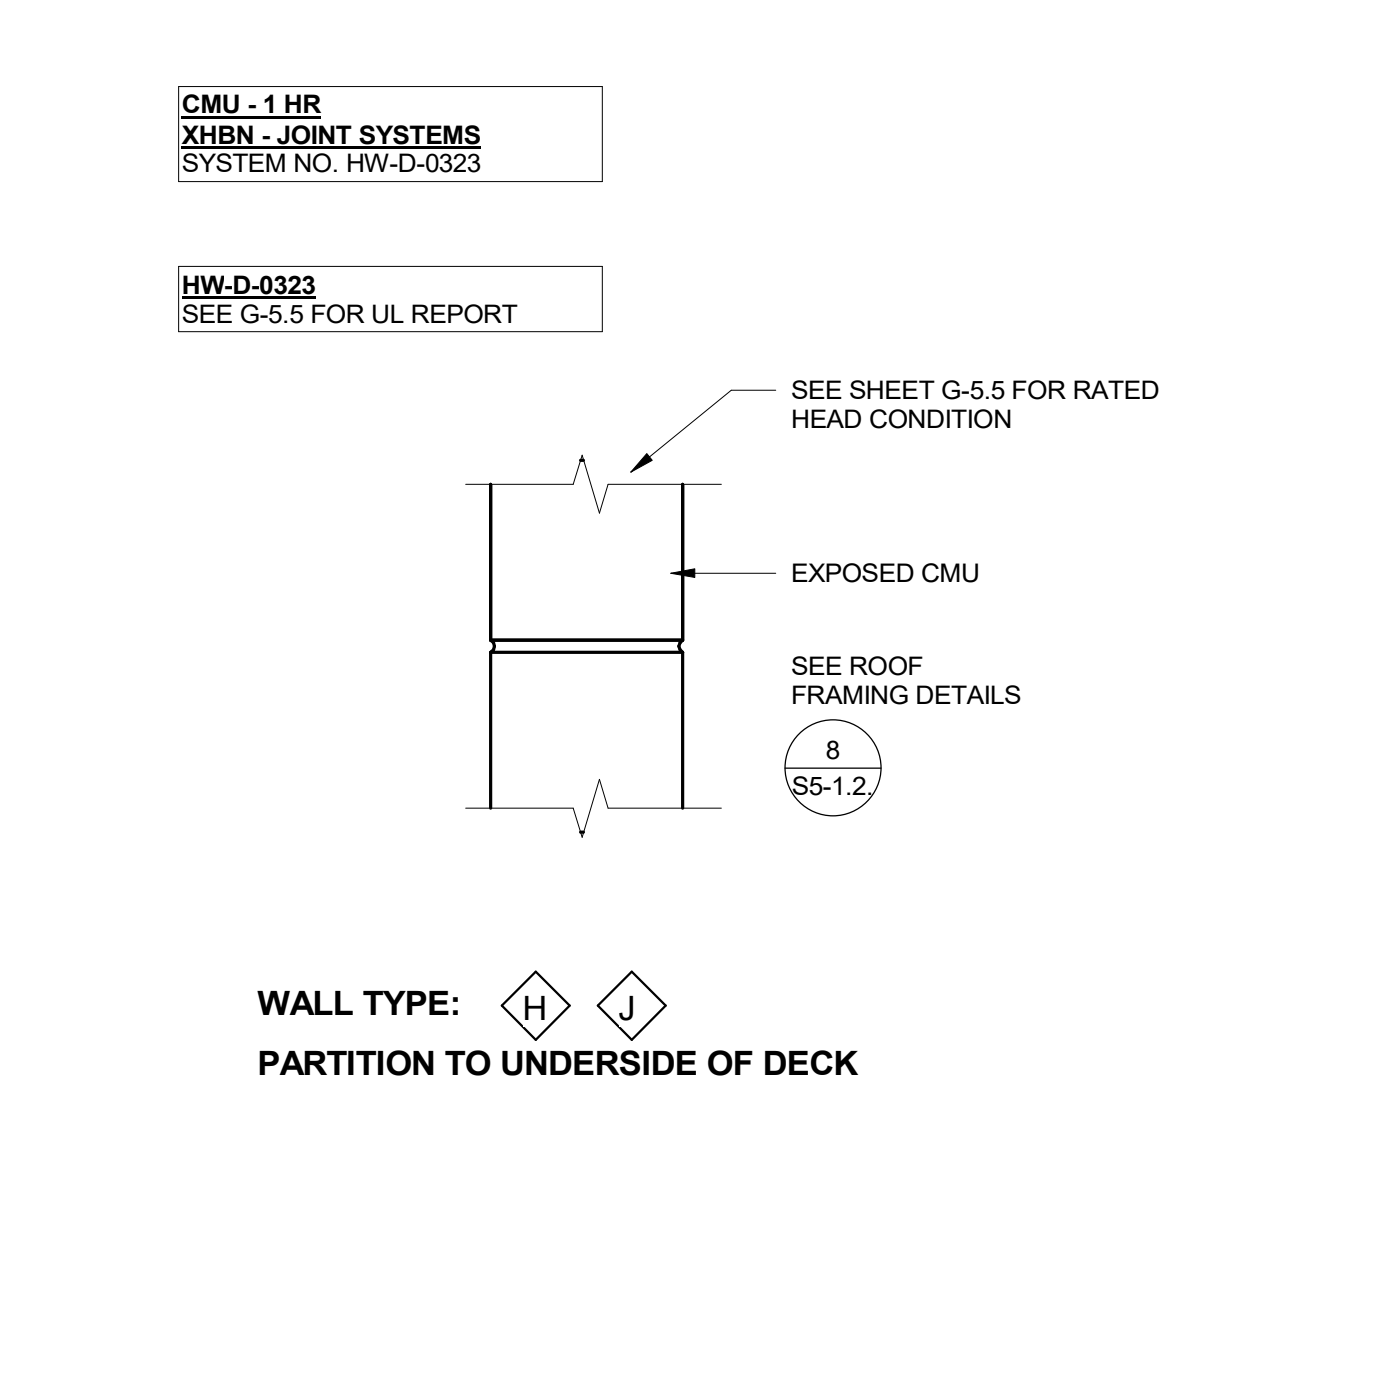 CMU - 1 HR
XHBN - JOINT SYSTEMS
SYSTEM NO. HW-D-0323
HW-D-0323
SEE G-5.5 FOR UL REPORT
SEE SHEET G-5.5 FOR RATED
HEAD CONDITION
EXPOSED CMU
SEE ROOF
FRAMING DETAILS
8
S5-1.2.
WALL TYPE: H J
PARTITION TO UNDERSIDE OF DECK